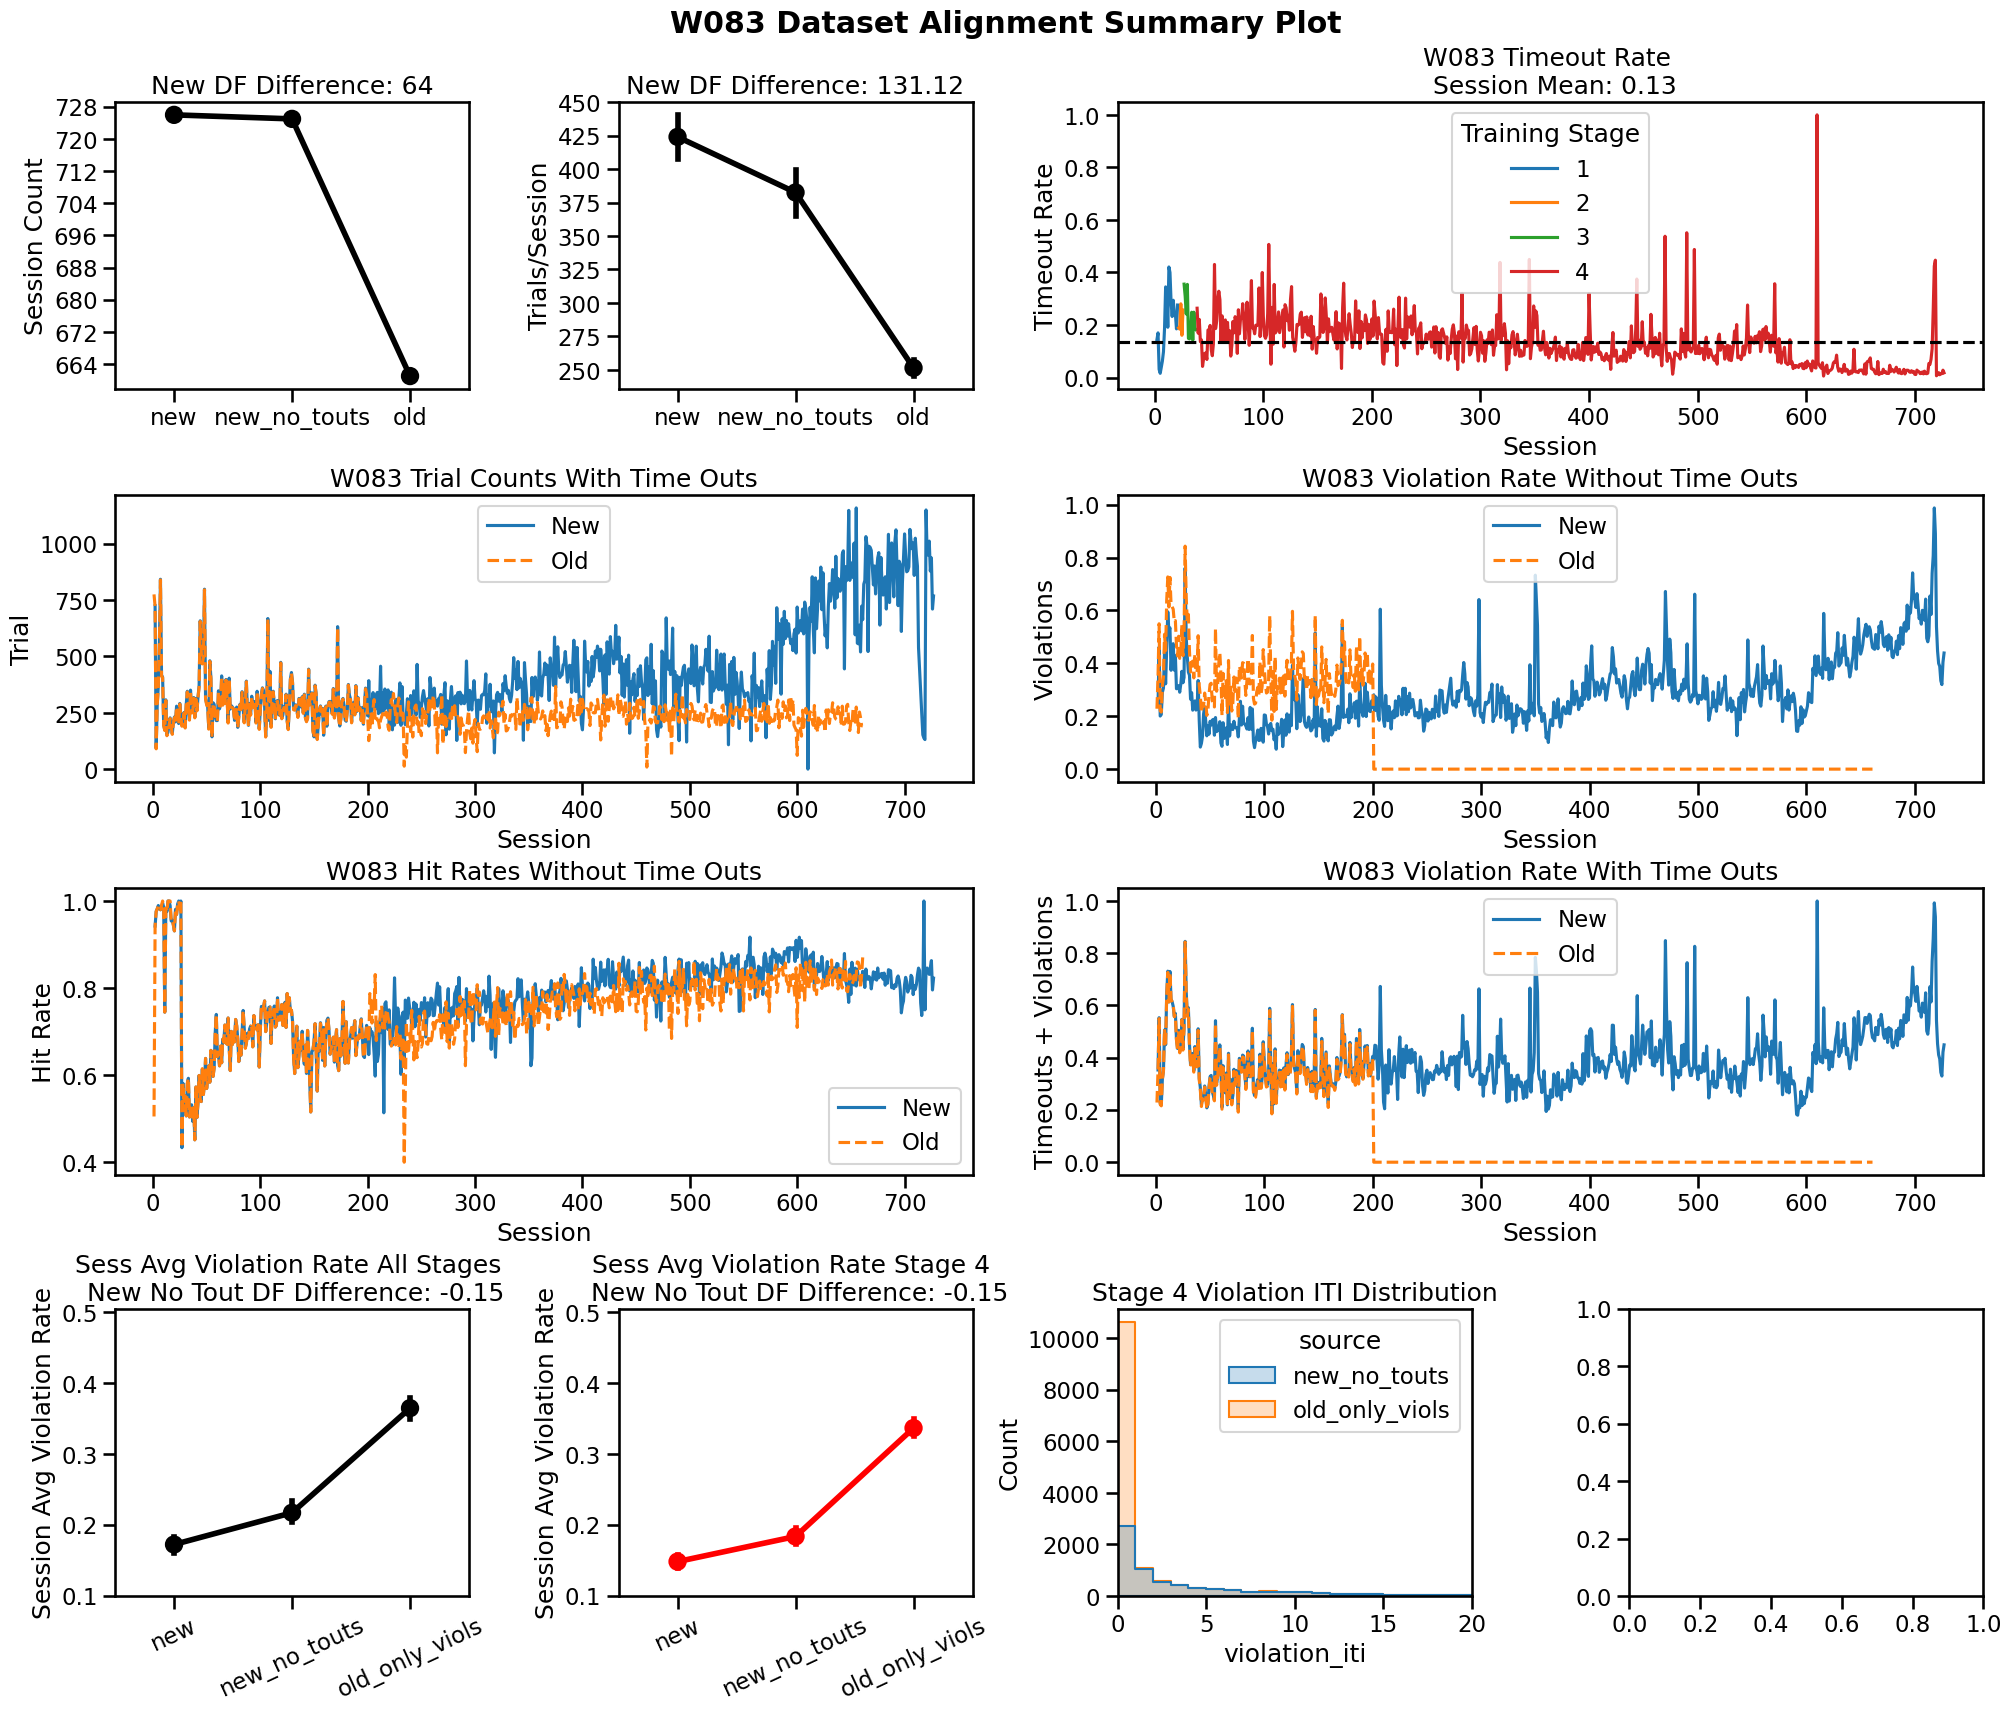 W083 Dataset Alignment Summary Plot
New DF Difference: 64
Session Count
728
720
712
704
696
688
680
672
664
new
new_no_touts
old
New DF Difference: 131.12
Trials/Session
450
425
400
375
350
325
300
275
250
new
new_no_touts
old
W083 Timeout Rate
Session Mean: 0.13
Timeout Rate
1.0
0.8
0.6
0.4
0.2
0.0
Training Stage
1
2
3
4
0
100
200
300
400
500
600
700
Session
W083 Trial Counts With Time Outs
Trial
1000
750
500
250
0
New
Old
0
100
200
300
400
500
600
700
Session
W083 Violation Rate Without Time Outs
Violations
1.0
0.8
0.6
0.4
0.2
0.0
New
Old
0
100
200
300
400
500
600
700
Session
W083 Hit Rates Without Time Outs
Hit Rate
1.0
0.8
0.6
0.4
New
Old
0
100
200
300
400
500
600
700
Session
W083 Violation Rate With Time Outs
Timeouts + Violations
1.0
0.8
0.6
0.4
0.2
0.0
New
Old
0
100
200
300
400
500
600
700
Session
Sess Avg Violation Rate All Stages
New No Tout DF Difference: -0.15
Session Avg Violation Rate
0.5
0.4
0.3
0.2
0.1
new
new_no_touts
old_only_viols
Sess Avg Violation Rate Stage 4
New No Tout DF Difference: -0.15
Session Avg Violation Rate
0.5
0.4
0.3
0.2
0.1
new
new_no_touts
old_only_viols
Stage 4 Violation ITI Distribution
Count
10000
8000
6000
4000
2000
0
source
new_no_touts
old_only_viols
0
5
10
15
20
violation_iti
1.0
0.8
0.6
0.4
0.2
0.0
0.0
0.2
0.4
0.6
0.8
1.0